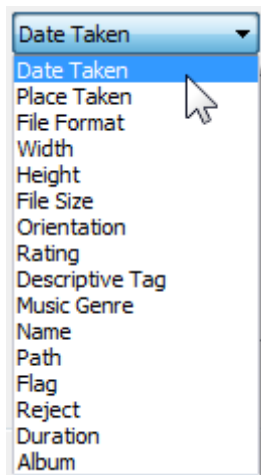 Date Taken
Date Taken
Place Taken
File Format
Width
Height
File Size
Orientation
Rating
Descriptive Tag
Music Genre
Name
Path
Flag
Reject
Duration
Album